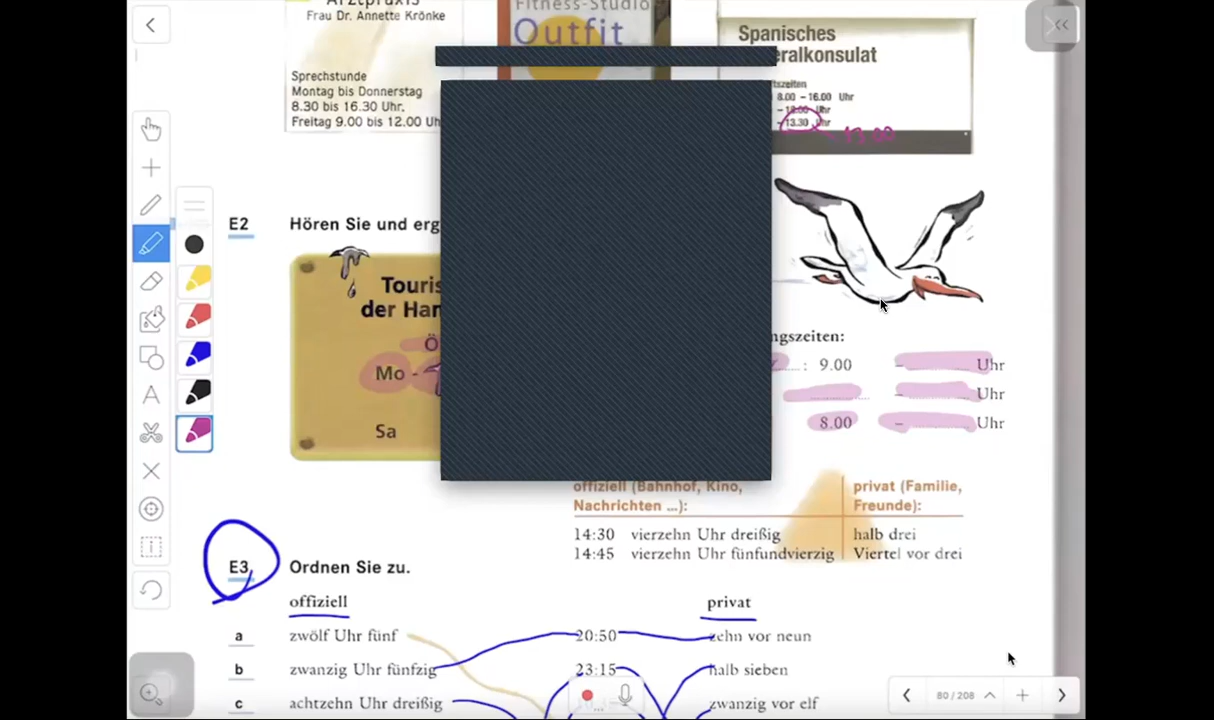 Arztpraxis
Frau Dr. Annette Krönke
Sprechstunde
Montag bis Donnerstag
8.30 bis 16.30 Uhr.
Freitag 9.00 bis 12.00 Uh
Fitness-Studio
Outfit
Spanisches
eralkonsulat
tszeiten
8.00 – 16.00 Uhr
– 18.00 Uhr
– 13.30 Uhr
E2 Hören Sie und erg
Touris
der Han
Ö
Mo -
Sa
ngszeiten:
: 9.00 – Uhr
– Uhr
8.00 – Uhr
offiziell (Bahnhof, Kino, Nachrichten ...):
privat (Familie, Freunde):
14:30 vierzehn Uhr dreißig halb drei
14:45 vierzehn Uhr fünfundvierzig Viertel vor drei
E3 Ordnen Sie zu.
offiziell privat
a zwölf Uhr fünf 20:50 zehn vor neun
b zwanzig Uhr fünfzig 23:15 halb sieben
c achtzehn Uhr dreißig zwanzig vor elf
80 / 208